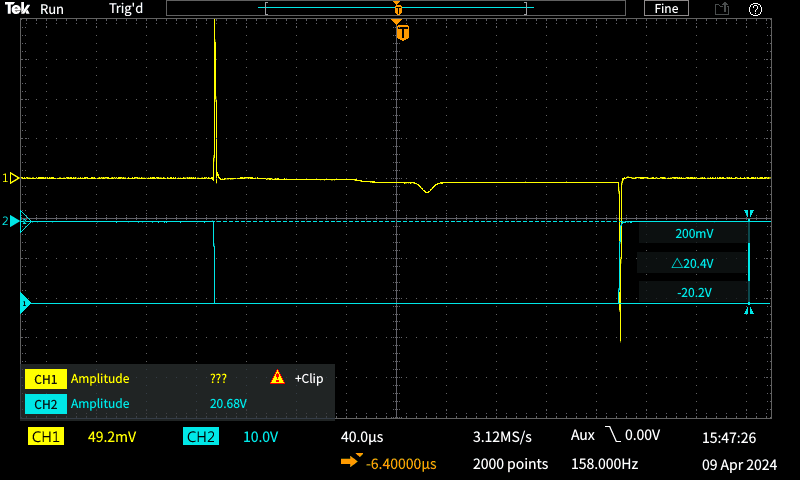 Tek Run Trig'd T Fine ?
T
1
2 2
200mV
△20.4V
1 -20.2V
CH1 Amplitude ??? ! +Clip
CH2 Amplitude 20.68V
CH1 49.2mV CH2 10.0V 40.0µs 3.12MS/s Aux 0.00V 15:47:26
-6.40000µs 2000 points 158.000Hz 09 Apr 2024